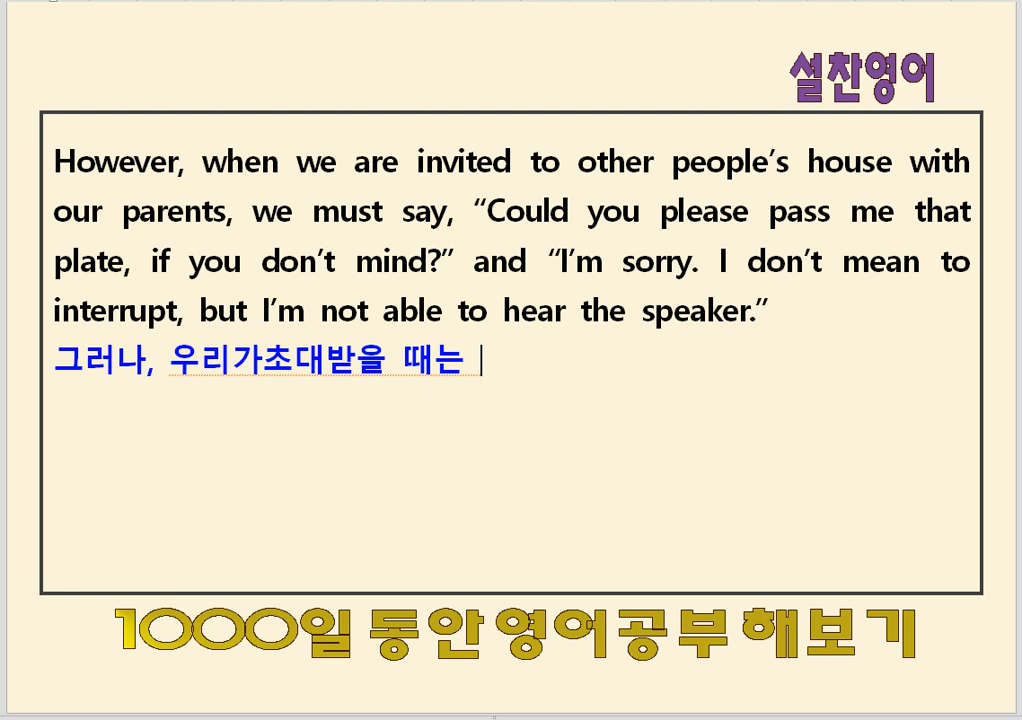 설찬영어
However, when we are invited to other people’s house with
our parents, we must say, “Could you please pass me that
plate, if you don’t mind?” and “I’m sorry. I don’t mean to
interrupt, but I’m not able to hear the speaker.”
그러나, 우리가초대받을 때는
1000일동안영어공부해보기